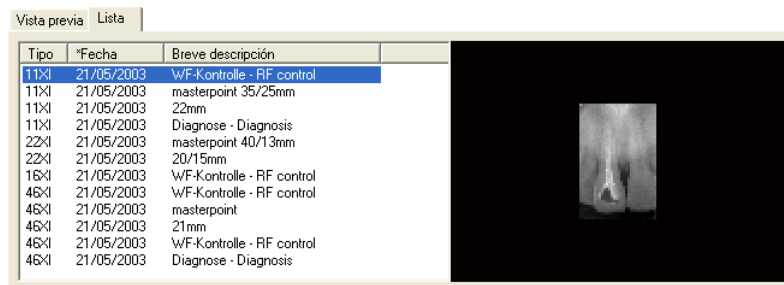 Vista previa Lista
Tipo *Fecha Breve descripción
11XI 21/05/2003 WF-Kontrolle - RF control
11XI 21/05/2003 masterpoint 35/25mm
11XI 21/05/2003 22mm
11XI 21/05/2003 Diagnose - Diagnosis
22XI 21/05/2003 masterpoint 40/13mm
22XI 21/05/2003 20/15mm
16XI 21/05/2003 WF-Kontrolle - RF control
46XI 21/05/2003 WF-Kontrolle - RF control
46XI 21/05/2003 masterpoint
46XI 21/05/2003 21mm
46XI 21/05/2003 WF-Kontrolle - RF control
46XI 21/05/2003 Diagnose - Diagnosis